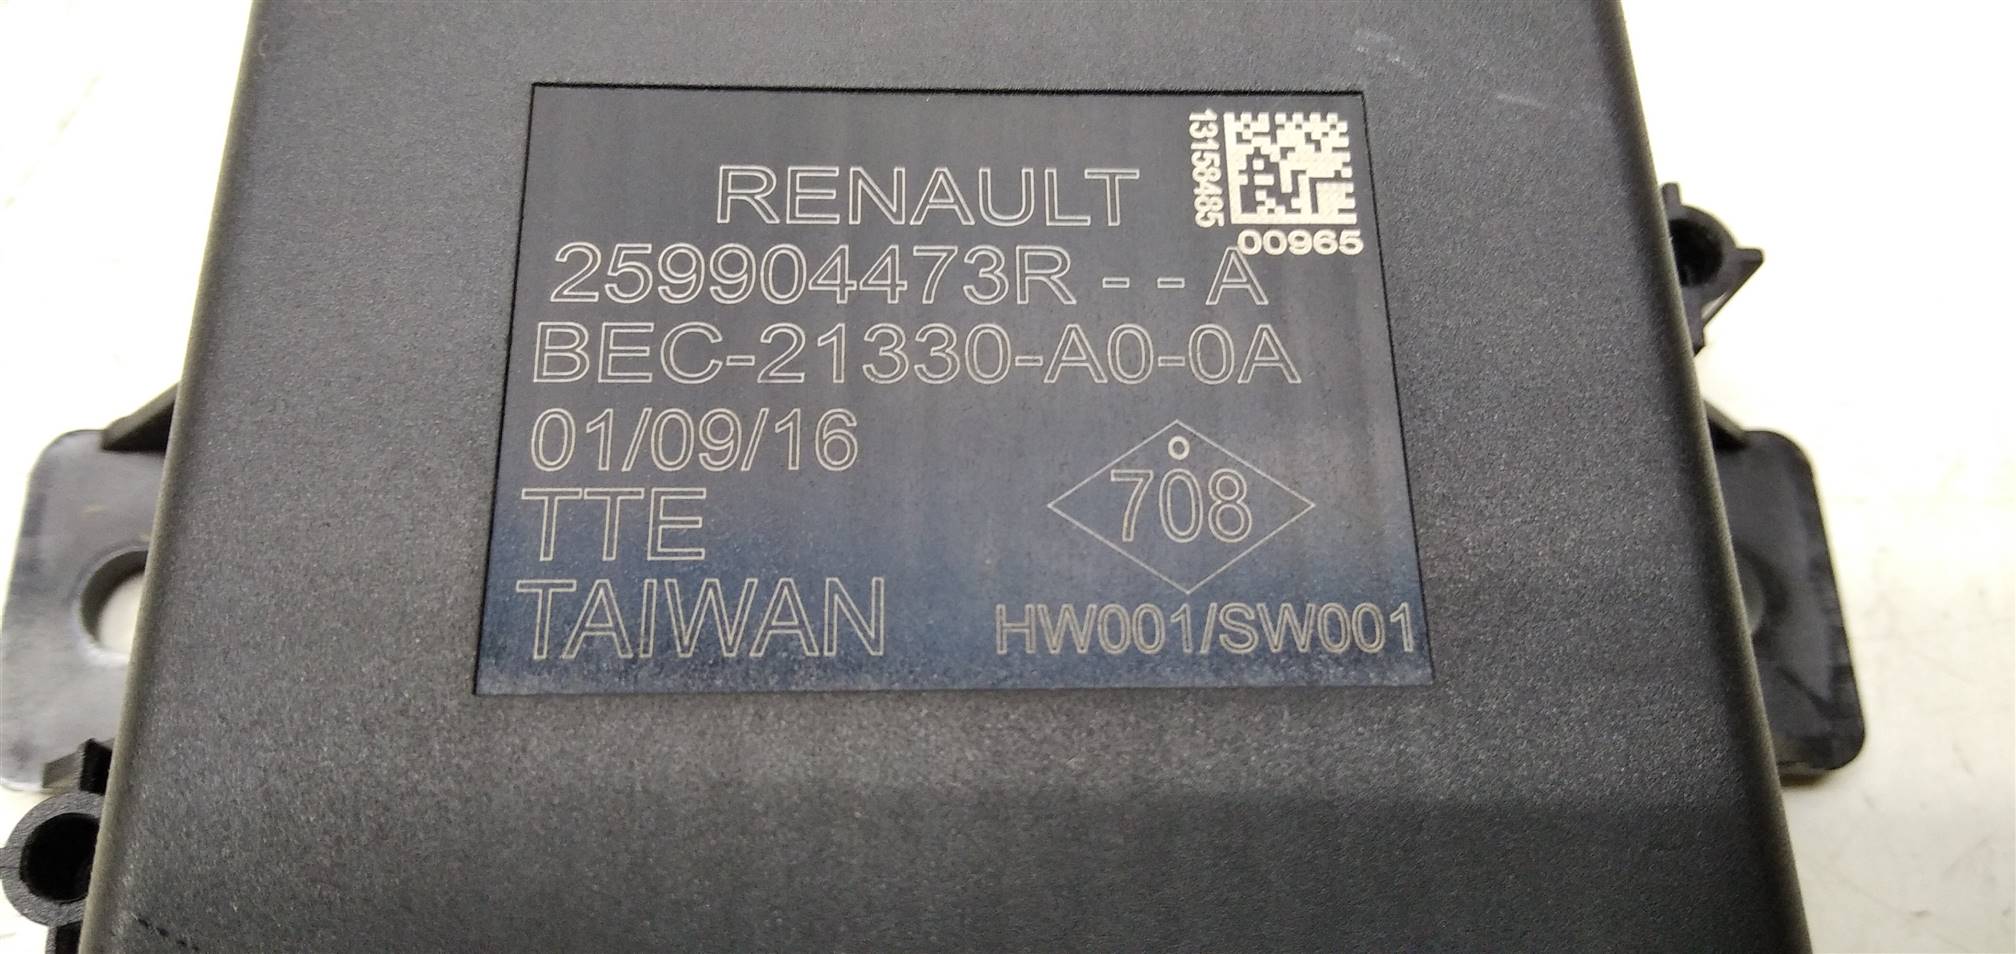 13158485
00965
RENAULT
259904473R - - A
BEC-21330-A0-0A
01/09/16
TTE
708
TAIWAN
HW001/SW001